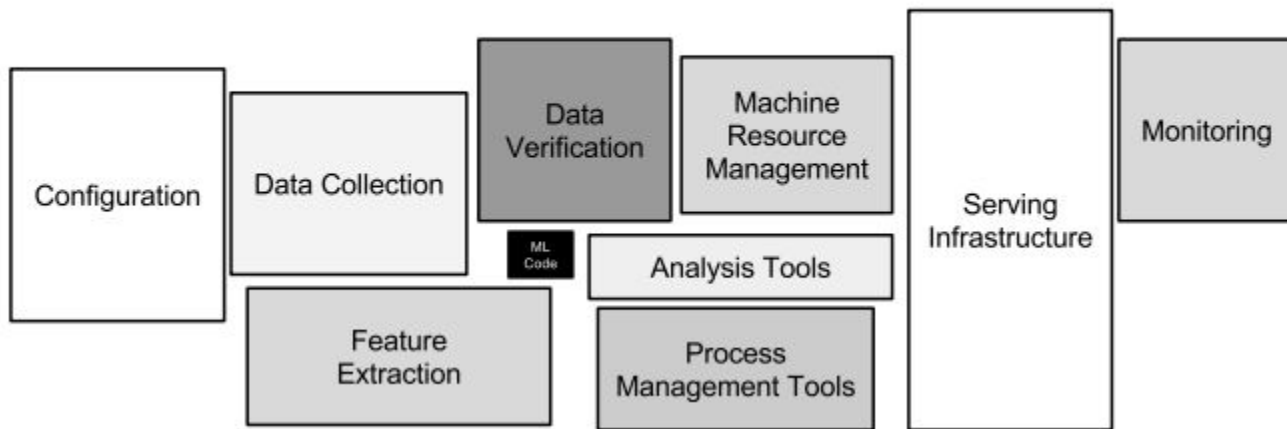 Configuration
Data Collection
Data
Verification
Machine
Resource
Management
Serving
Infrastructure
Monitoring
ML
Code
Analysis Tools
Feature
Extraction
Process
Management Tools